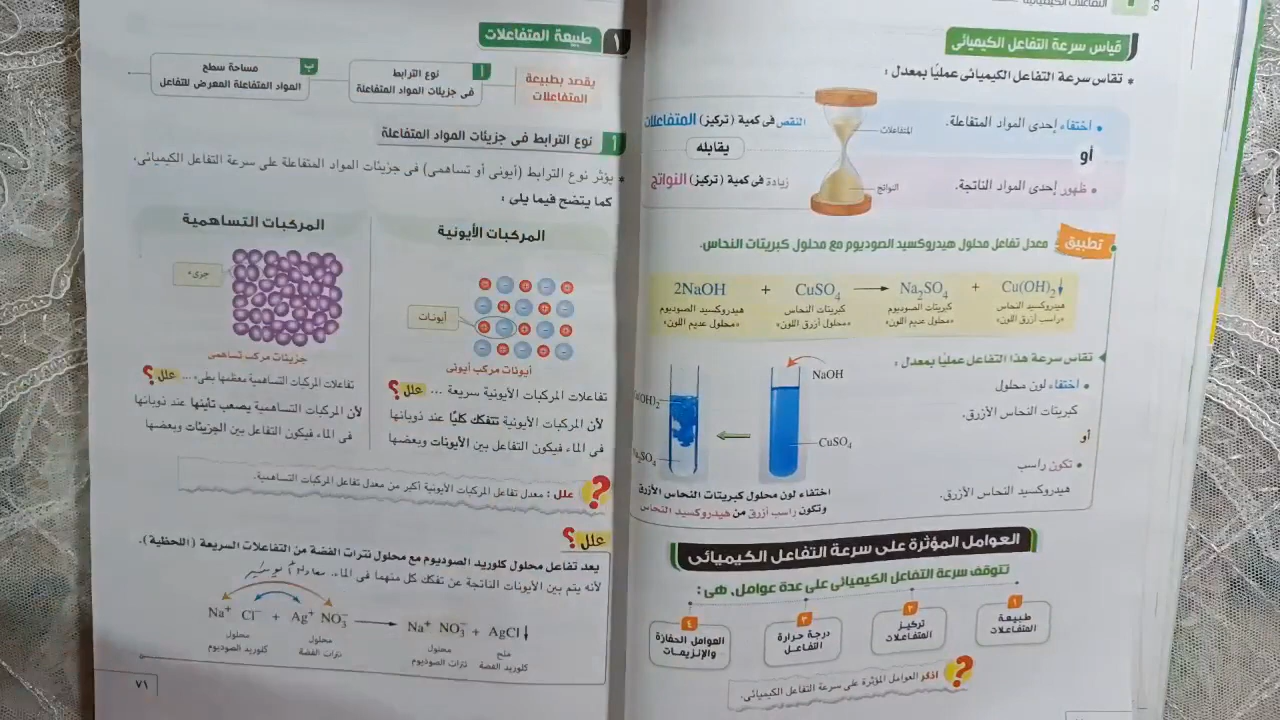 التفاعلات الكيميائية
قياس سرعة التفاعل الكيميائى
* تقاس سرعة التفاعل الكيميائى عمليًا بمعدل :
• اختفاء إحدى المواد المتفاعلة.
أو
• ظهور إحدى المواد الناتجة.
المتفاعلات
النواتج
النقص فى كمية (تركيز) المتفاعلات
يقابله
زيادة فى كمية (تركيز) النواتج
تطبيق
معدل تفاعل محلول هيدروكسيد الصوديوم مع محلول كبريتات النحاس.
2NaOH + CuSO₄ → Na₂SO₄ + Cu(OH)₂↓
هيدروكسيد الصوديوم كبريتات النحاس كبريتات الصوديوم هيدروكسيد النحاس
«محلول عديم اللون» «محلول أزرق اللون» «محلول عديم اللون» «راسب أزرق اللون»
تقاس سرعة هذا التفاعل عمليًا بمعدل :
• اختفاء لون محلول
كبريتات النحاس الأزرق.
أو
• تكون راسب
هيدروكسيد النحاس الأزرق.
NaOH
CuSO₄
(OH)₂
SO₄
اختفاء لون محلول كبريتات النحاس الأزرق
وتكون راسب أزرق من هيدروكسيد النحاس
العوامل المؤثرة على سرعة التفاعل الكيميائى
تتوقف سرعة التفاعل الكيميائى على عدة عوامل، هى :
١ طبيعة المتفاعلات
٢ تركيز المتفاعلات
٣ درجة حرارة التفاعل
٤ العوامل الحفازة والإنزيمات
؟ اذكر العوامل المؤثرة على سرعة التفاعل الكيميائى.
١ طبيعة المتفاعلات
يقصد بطبيعة
المتفاعلات
أ نوع الترابط
فى جزيئات المواد المتفاعلة
ب مساحة سطح
المواد المتفاعلة المعرض للتفاعل
أ نوع الترابط فى جزيئات المواد المتفاعلة
* يؤثر نوع الترابط (أيونى أو تساهمى) فى جزيئات المواد المتفاعلة على سرعة التفاعل الكيميائى،
كما يتضح فيما يلى :
المركبات الأيونية
أيونات
أيونات مركب أيونى
تفاعلات المركبات الأيونية سريعة ... علل ؟
لأن المركبات الأيونية تتفكك كليًا عند ذوبانها
فى الماء فيكون التفاعل بين الأيونات وبعضها
المركبات التساهمية
جزىء
جزيئات مركب تساهمى
تفاعلات المركبات التساهمية معظمها بطىء ... علل ؟
لأن المركبات التساهمية يصعب تأينها عند ذوبانها
فى الماء فيكون التفاعل بين الجزيئات وبعضها
؟ علل : معدل تفاعل المركبات الأيونية أكبر من معدل تفاعل المركبات التساهمية.
علل ؟
يعد تفاعل محلول كلوريد الصوديوم مع محلول نترات الفضة من التفاعلات السريعة (اللحظية).
لأنه يتم بين الأيونات الناتجة عن تفكك كل منهما فى الماء.
Na⁺ Cl⁻ + Ag⁺ NO₃⁻ → Na⁺ NO₃⁻ + AgCl↓
محلول محلول محلول ملح
كلوريد الصوديوم نترات الفضة نترات الصوديوم كلوريد الفضة
٧١